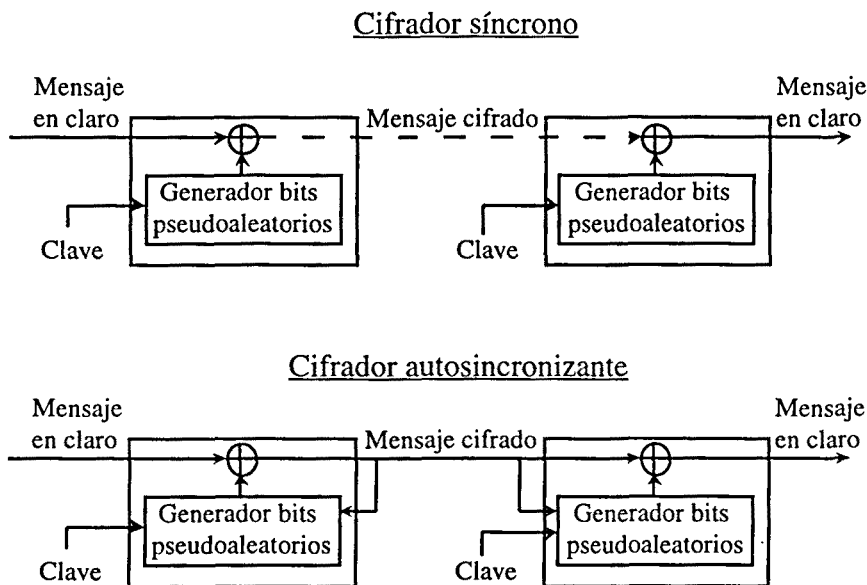 Cifrador síncrono
Mensaje
en claro
Mensaje cifrado
Mensaje
en claro
Generador bits
pseudoaleatorios
Clave
Generador bits
pseudoaleatorios
Clave
Cifrador autosincronizante
Mensaje
en claro
Mensaje cifrado
Mensaje
en claro
Generador bits
pseudoaleatorios
Clave
Generador bits
pseudoaleatorios
Clave